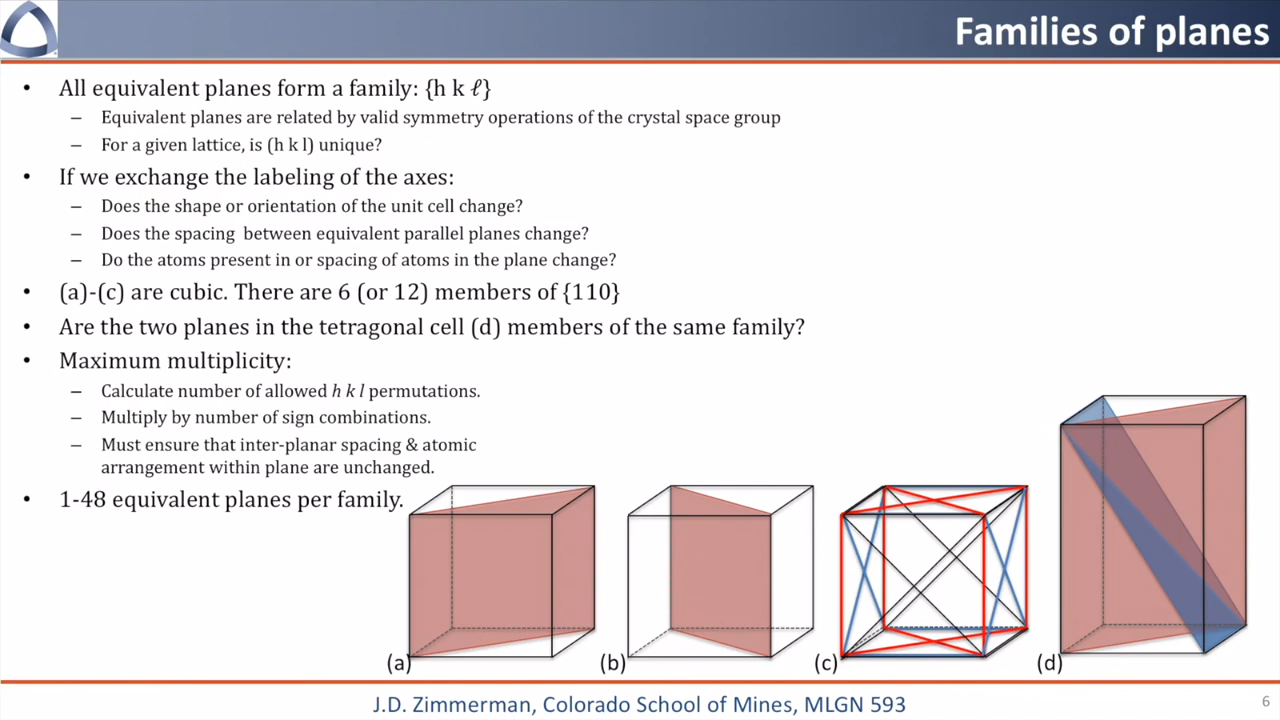 Families of planes
• All equivalent planes form a family: {h k ℓ}
– Equivalent planes are related by valid symmetry operations of the crystal space group
– For a given lattice, is (h k l) unique?
• If we exchange the labeling of the axes:
– Does the shape or orientation of the unit cell change?
– Does the spacing between equivalent parallel planes change?
– Do the atoms present in or spacing of atoms in the plane change?
• (a)-(c) are cubic. There are 6 (or 12) members of {110}
• Are the two planes in the tetragonal cell (d) members of the same family?
• Maximum multiplicity:
– Calculate number of allowed h k l permutations.
– Multiply by number of sign combinations.
– Must ensure that inter-planar spacing & atomic
arrangement within plane are unchanged.
• 1-48 equivalent planes per family.
(a) (b) (c) (d)
J.D. Zimmerman, Colorado School of Mines, MLGN 593
6